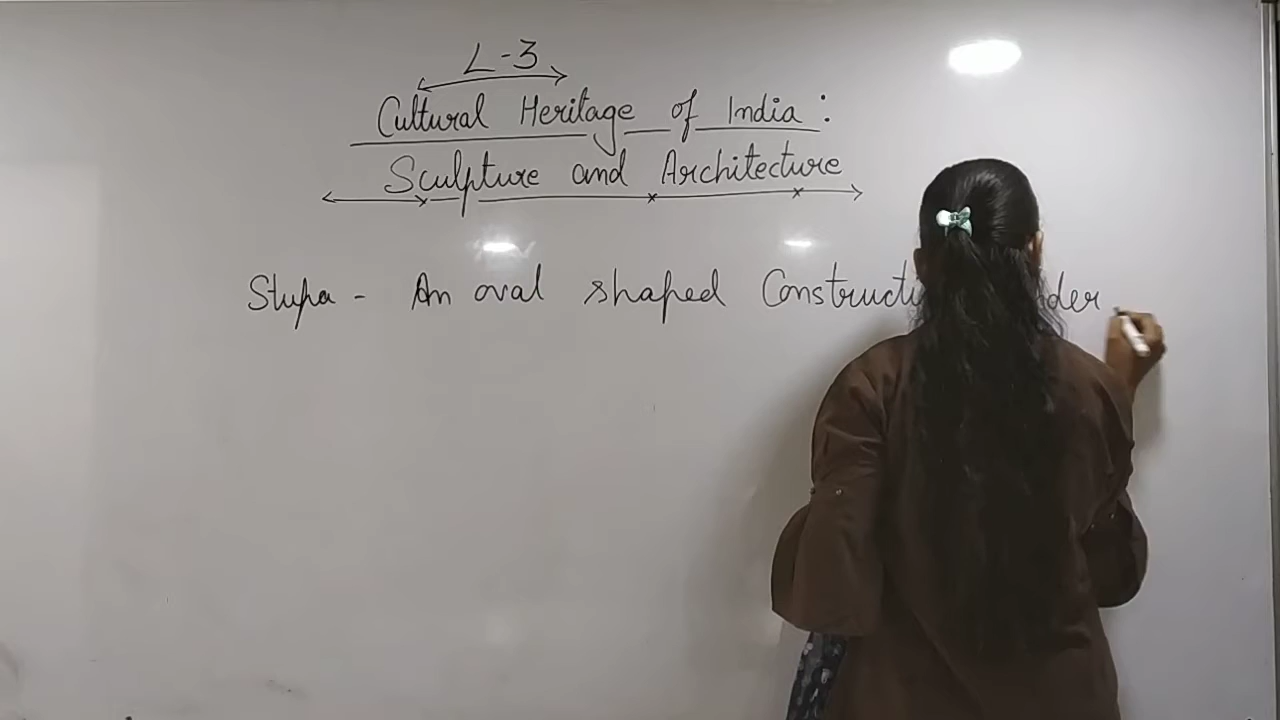 L-3
Cultural Heritage of India :
Sculpture and Architecture
Stupa - An oval shaped